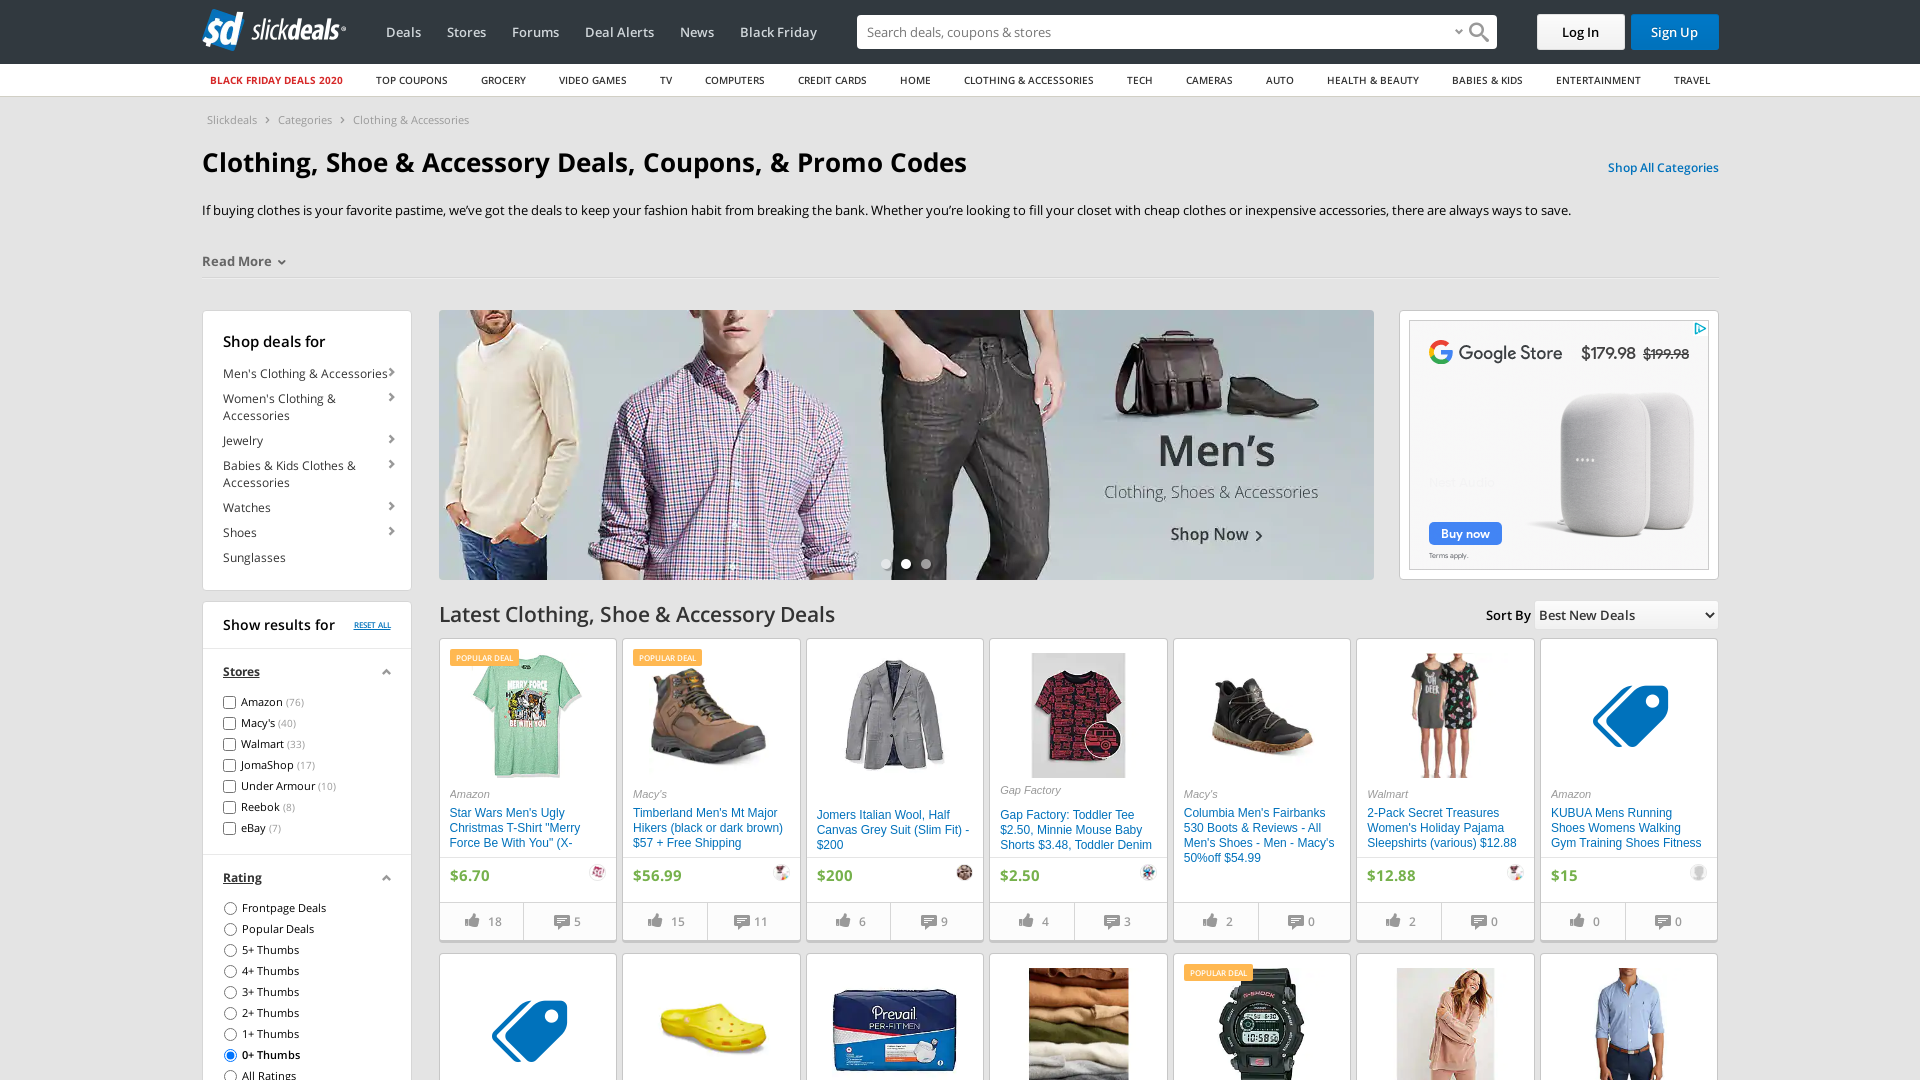 slickdeals
Deals
Stores
Forums
Deal Alerts
News
Black Friday
Search deals, coupons & stores
Log In
Sign Up
BLACK FRIDAY DEALS 2020
TOP COUPONS
GROCERY
VIDEO GAMES
TV
COMPUTERS
CREDIT CARDS
HOME
CLOTHING & ACCESSORIES
TECH
CAMERAS
AUTO
HEALTH & BEAUTY
BABIES & KIDS
ENTERTAINMENT
TRAVEL
Slickdeals > Categories > Clothing & Accessories
Clothing, Shoe & Accessory Deals, Coupons, & Promo Codes
Shop All Categories
If buying clothes is your favorite pastime, we’ve got the deals to keep your fashion habit from breaking the bank. Whether you’re looking to fill your closet with cheap clothes or inexpensive accessories, there are always ways to save.
Read More
Shop deals for
Men's Clothing & Accessories
Women's Clothing &
Accessories
Jewelry
Babies & Kids Clothes &
Accessories
Watches
Shoes
Sunglasses
Men’s
Clothing, Shoes & Accessories
Shop Now >
Google Store
$179.98 $199.98
Buy now
Terms apply.
Show results for
RESET ALL
Stores
Amazon (76)
Macy's (40)
Walmart (33)
JomaShop (17)
Under Armour (10)
Reebok (8)
eBay (7)
Rating
Frontpage Deals
Popular Deals
5+ Thumbs
4+ Thumbs
3+ Thumbs
2+ Thumbs
1+ Thumbs
0+ Thumbs
All Ratings
Latest Clothing, Shoe & Accessory Deals
Sort By
Best New Deals
POPULAR DEAL
MERRY FORCE
BE WITH YOU
Amazon
Star Wars Men's Ugly
Christmas T-Shirt "Merry
Force Be With You" (X-
$6.70
18
5
POPULAR DEAL
Macy's
Timberland Men's Mt Major
Hikers (black or dark brown)
$57 + Free Shipping
$56.99
15
11
Jomers Italian Wool, Half
Canvas Grey Suit (Slim Fit) -
$200
$200
6
9
Gap Factory
Gap Factory: Toddler Tee
$2.50, Minnie Mouse Baby
Shorts $3.48, Toddler Denim
$2.50
4
3
Macy's
Columbia Men's Fairbanks
530 Boots & Reviews - All
Men's Shoes - Men - Macy's
50%off $54.99
2
0
OH
DEER
Walmart
2-Pack Secret Treasures
Women's Holiday Pajama
Sleepshirts (various) $12.88
$12.88
2
0
Amazon
KUBUA Mens Running
Shoes Womens Walking
Gym Training Shoes Fitness
$15
0
0
Prevail
PER-FIT MEN
POPULAR DEAL
G-SHOCK
10:58